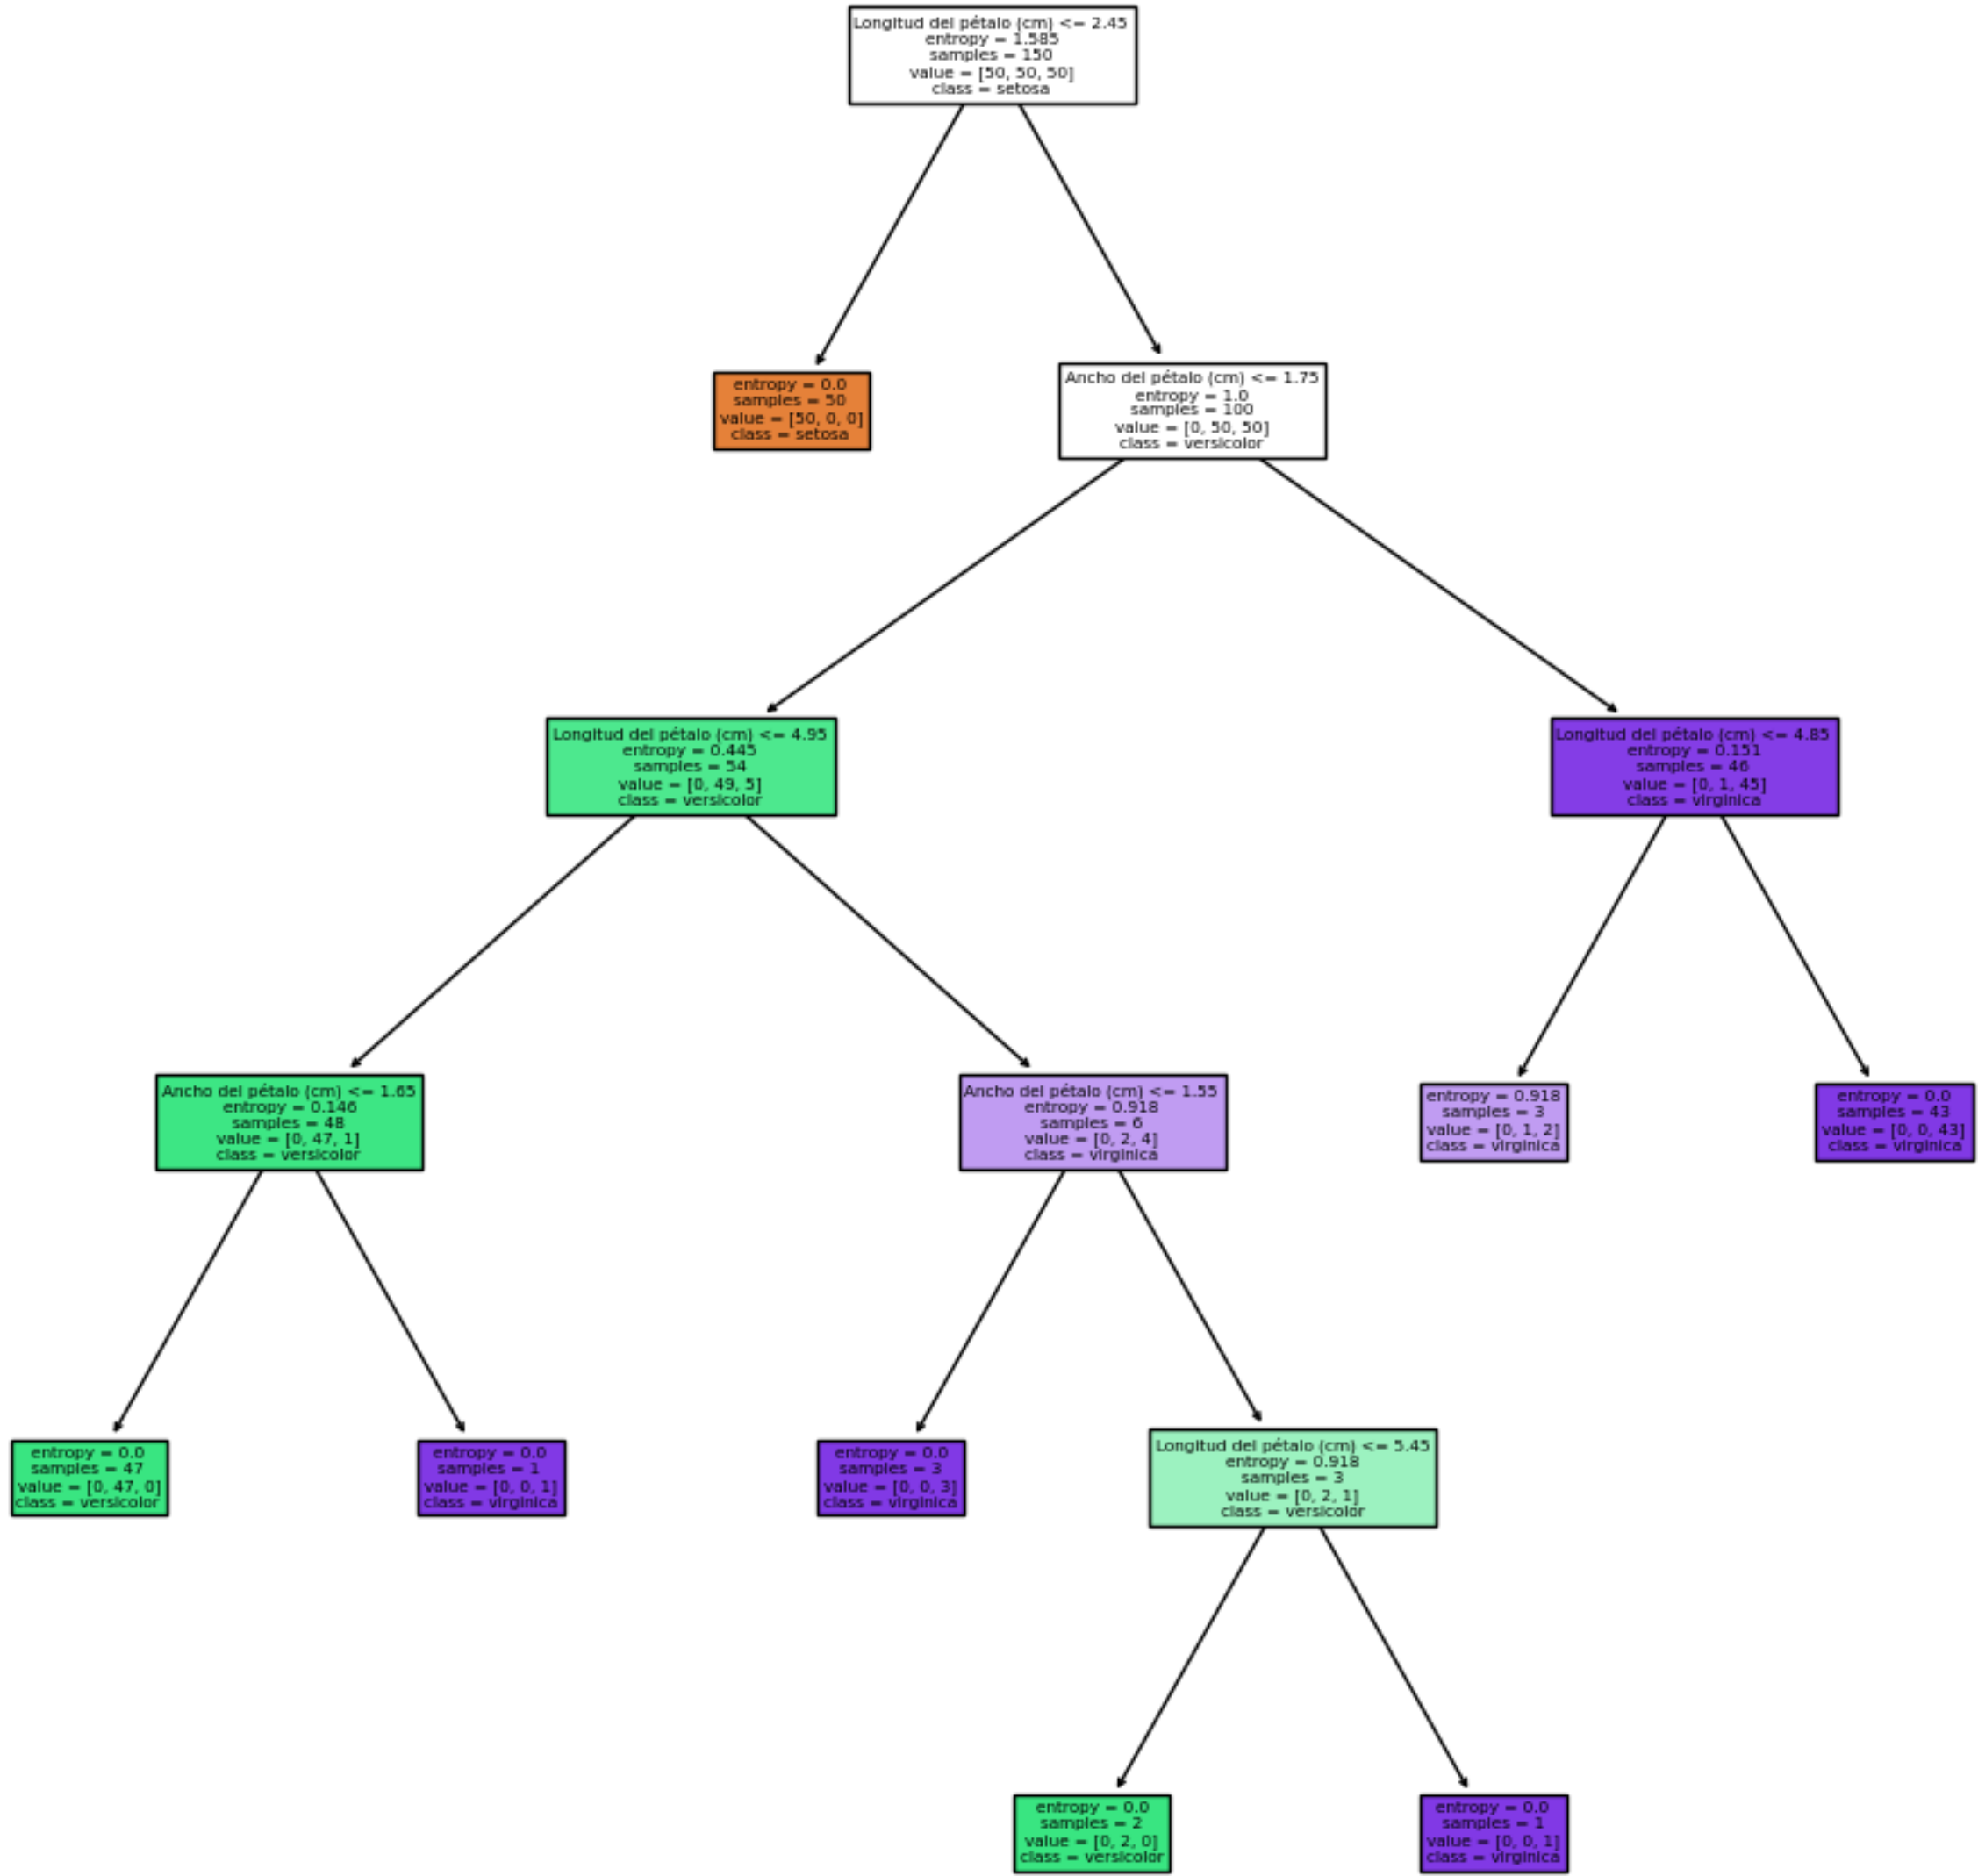 Longitud del pétalo (cm) <= 2.45
entropy = 1.585
samples = 150
value = [50, 50, 50]
class = setosa
entropy = 0.0
samples = 50
value = [50, 0, 0]
class = setosa
Ancho del pétalo (cm) <= 1.75
entropy = 1.0
samples = 100
value = [0, 50, 50]
class = versicolor
Longitud del pétalo (cm) <= 4.95
entropy = 0.445
samples = 54
value = [0, 49, 5]
class = versicolor
Longitud del pétalo (cm) <= 4.85
entropy = 0.151
samples = 46
value = [0, 1, 45]
class = virginica
Ancho del pétalo (cm) <= 1.65
entropy = 0.146
samples = 48
value = [0, 47, 1]
class = versicolor
Ancho del pétalo (cm) <= 1.55
entropy = 0.918
samples = 6
value = [0, 2, 4]
class = virginica
entropy = 0.918
samples = 3
value = [0, 1, 2]
class = virginica
entropy = 0.0
samples = 43
value = [0, 0, 43]
class = virginica
entropy = 0.0
samples = 47
value = [0, 47, 0]
class = versicolor
entropy = 0.0
samples = 1
value = [0, 0, 1]
class = virginica
entropy = 0.0
samples = 3
value = [0, 0, 3]
class = virginica
Longitud del pétalo (cm) <= 5.45
entropy = 0.918
samples = 3
value = [0, 2, 1]
class = versicolor
entropy = 0.0
samples = 2
value = [0, 2, 0]
class = versicolor
entropy = 0.0
samples = 1
value = [0, 0, 1]
class = virginica